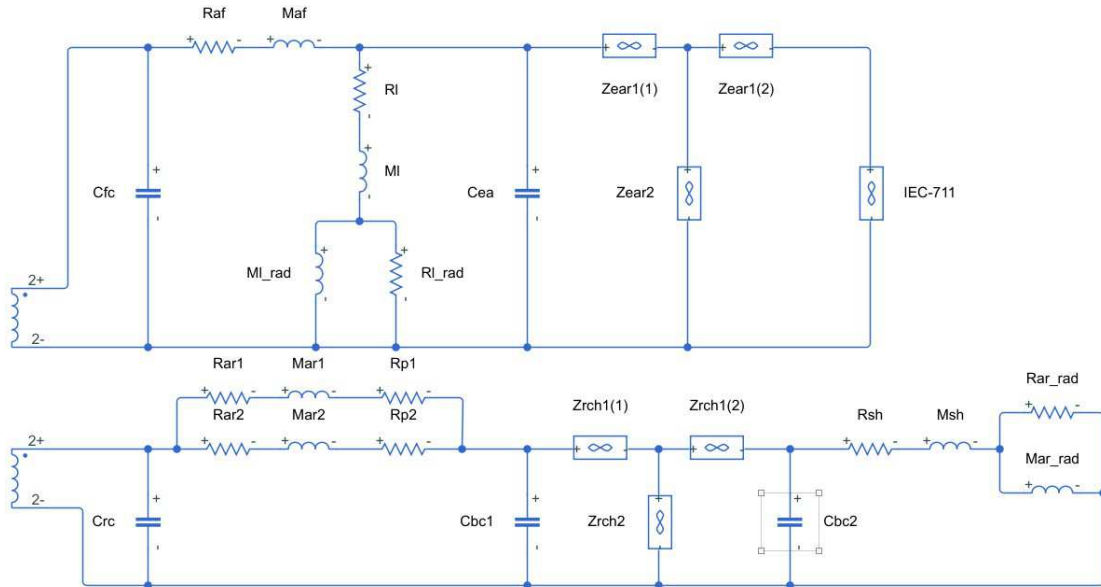 Raf Maf
+ - + -
+ - + -
Rl
Zear1(1) Zear1(2)
Ml
Cfc Cea Zear2 IEC-711
Ml_rad Rl_rad
2+
2-
Rar1 Mar1 Rp1
+ - + - + -
Rar2 Mar2 Rp2
Zrch1(1) Zrch1(2) Rsh Msh Rar_rad
2+
+ - + - + -
+ - + - + - + -
Mar_rad
2-
Crc Cbc1 Zrch2 Cbc2